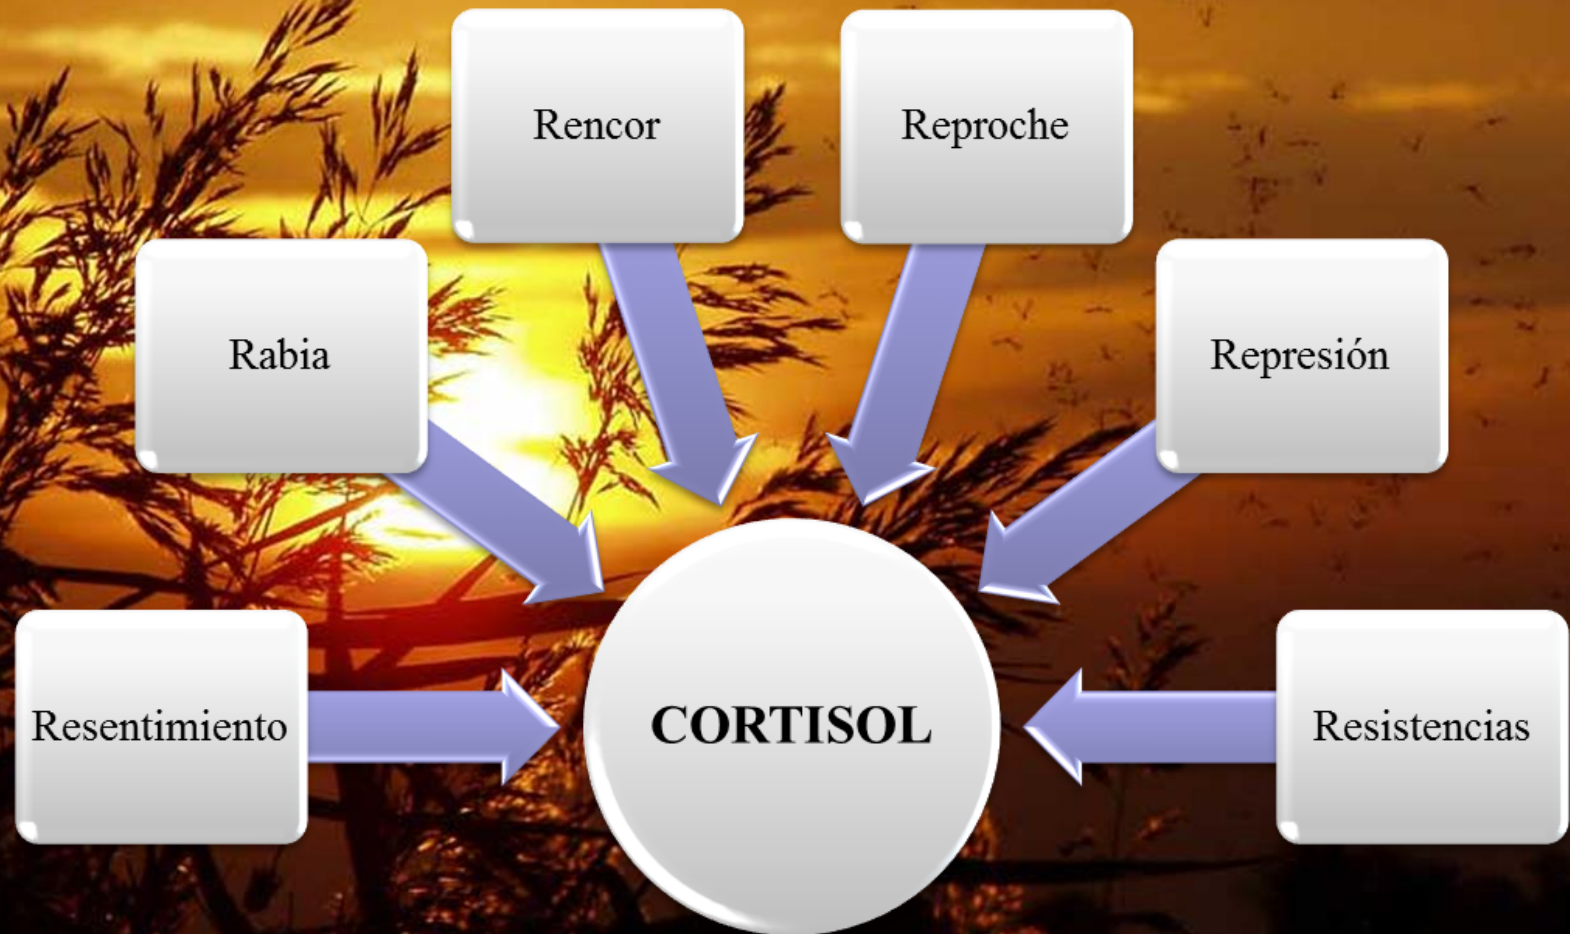 Rencor
Reproche
Rabia
Represión
Resentimiento
CORTISOL
Resistencias